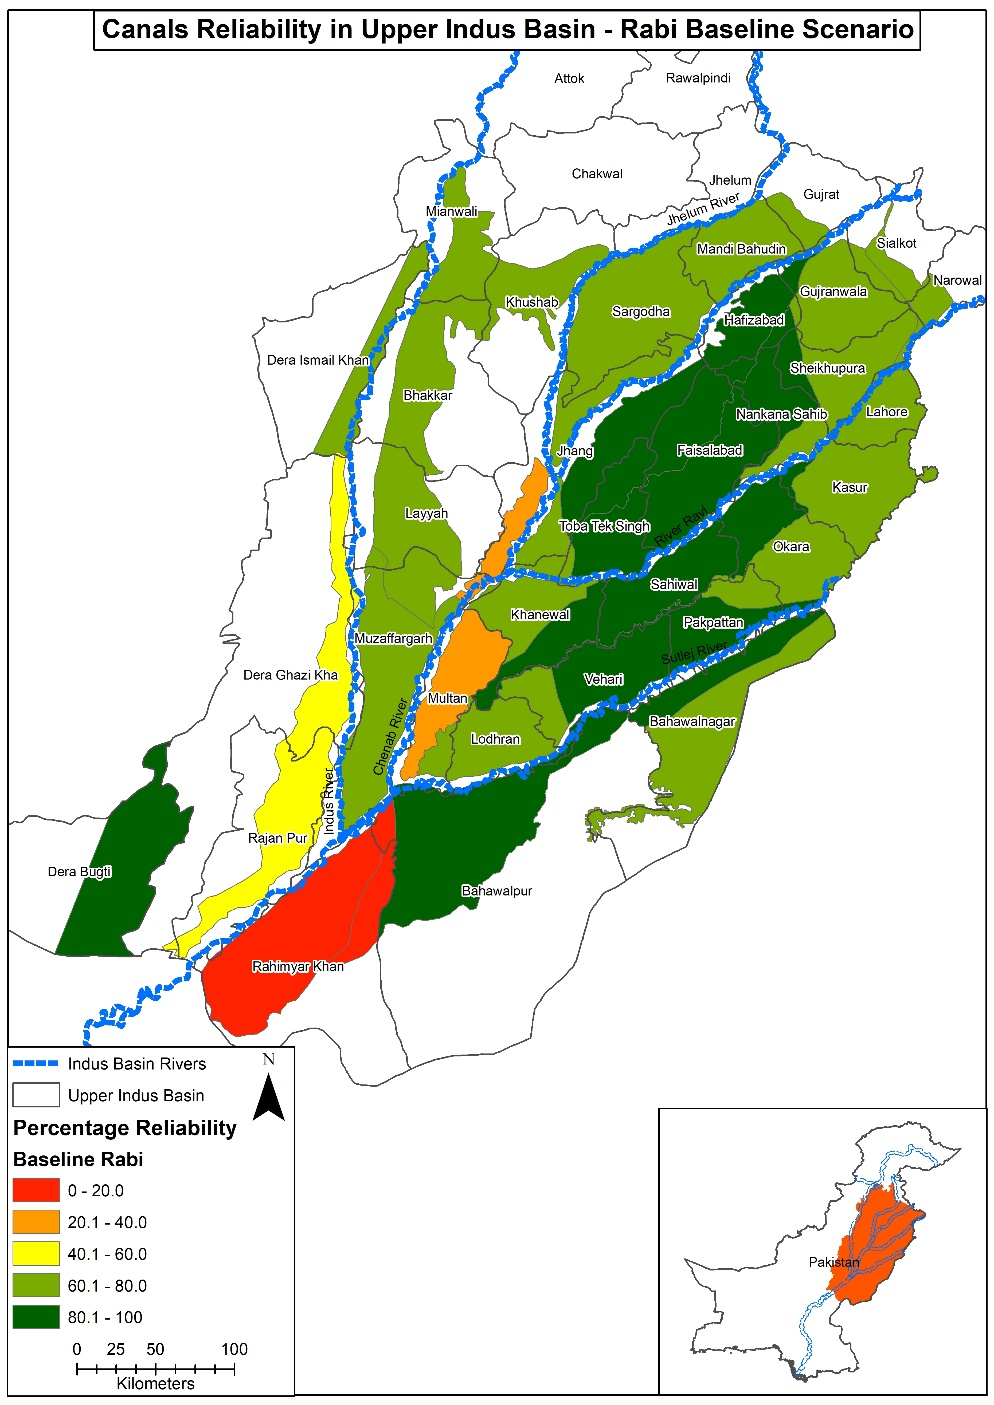 Canals Reliability in Upper Indus Basin - Rabi Baseline Scenario
Attok
Rawalpindi
Chakwal
Jhelum
Gujrat
Jhelum River
Mianwali
Mandi Bahudin
Sialkot
Narowal
Khushab
Sargodha
Gujranwala
Hafizabad
Dera Ismail Khan
Sheikhupura
Bhakkar
Nankana Sahib
Lahore
Jhang
Faisalabad
Kasur
Layyah
Toba Tek Singh
River Ravi
Okara
Sahiwal
Khanewal
Pakpattan
Muzaffargarh
Sutlej River
Dera Ghazi Kha
Vehari
Multan
Bahawalnagar
Chenab River
Lodhran
Indus River
Rajan Pur
Dera Bugti
Bahawalpur
Rahimyar Khan
Indus Basin Rivers
N
Upper Indus Basin
Percentage Reliability
Baseline Rabi
0 - 20.0
20.1 - 40.0
40.1 - 60.0
60.1 - 80.0
80.1 - 100
0 25 50 100
Kilometers
Pakistan